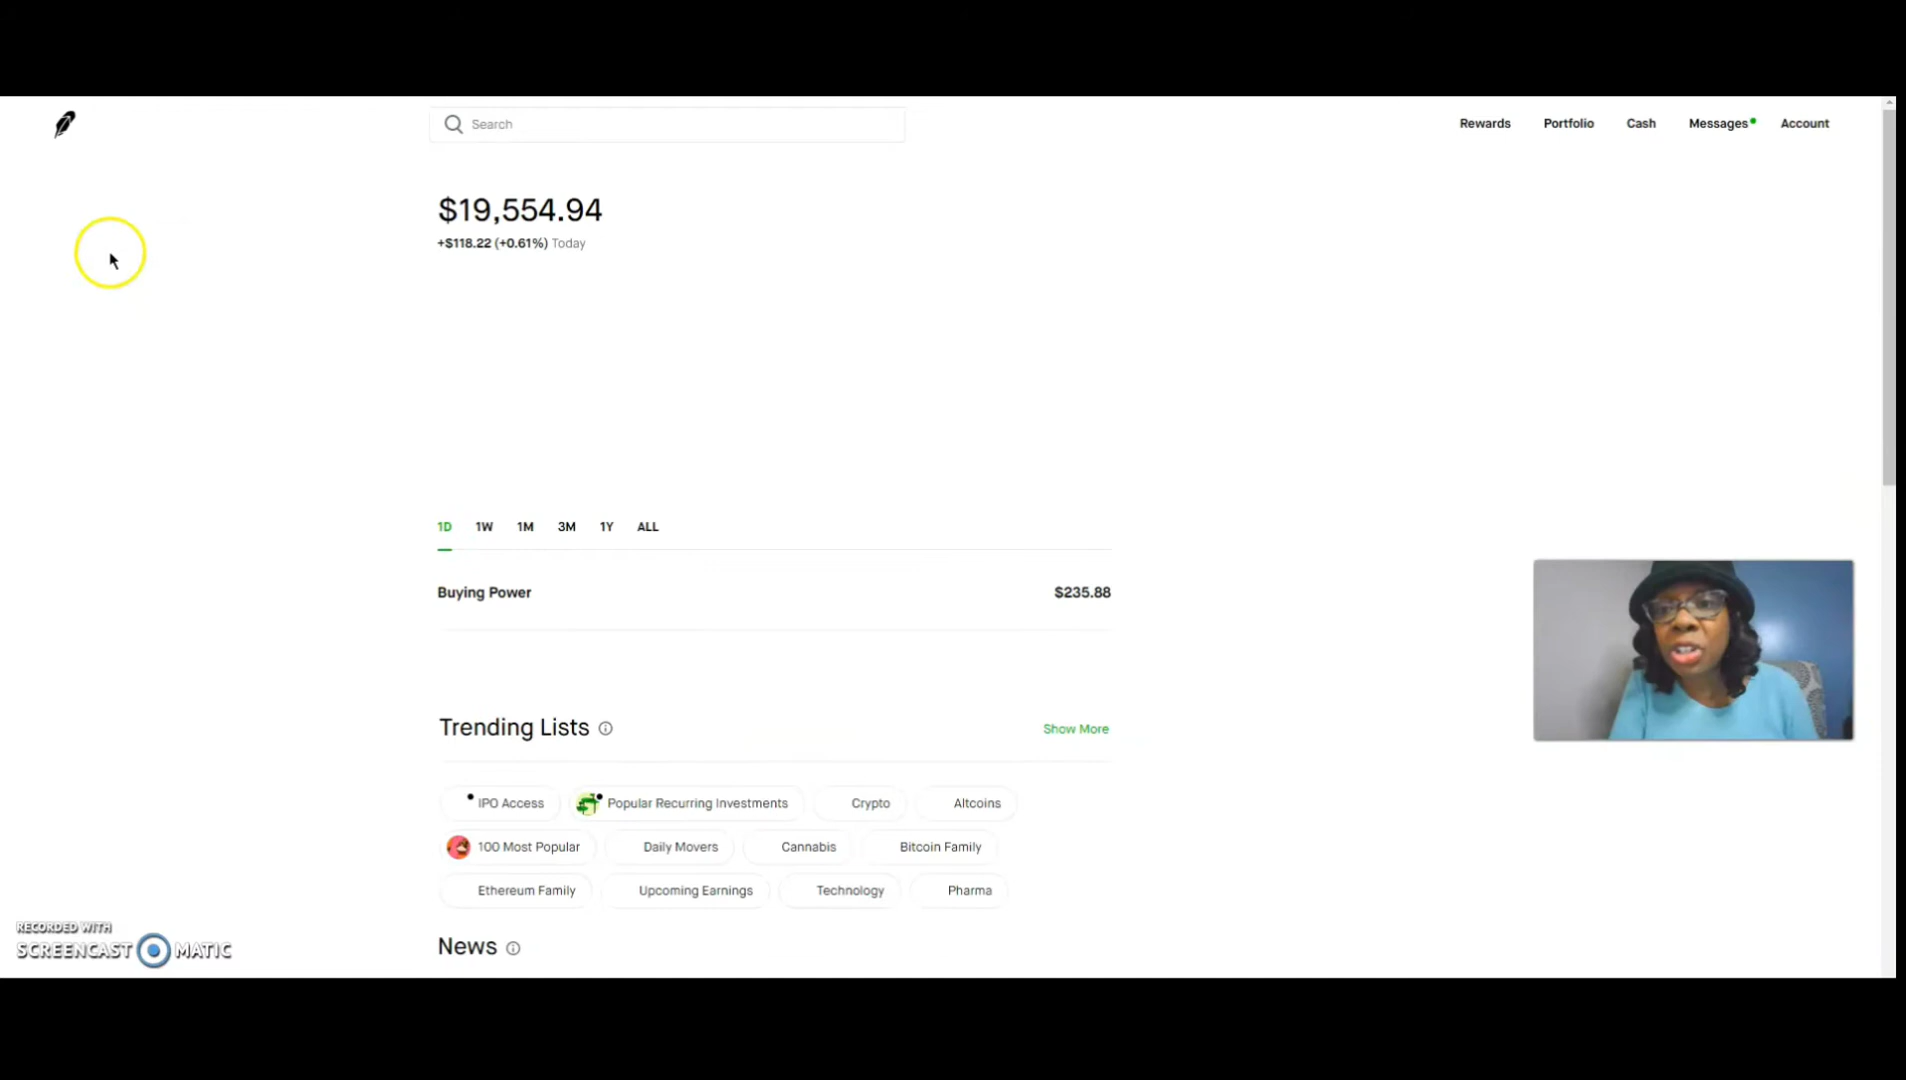 Search
Rewards Portfolio Cash Messages Account
$19,554.94
+$118.22 (+0.61%) Today
1D 1W 1M 3M 1Y ALL
Buying Power $235.88
Trending Lists Show More
IPO Access Popular Recurring Investments Crypto Altcoins
100 Most Popular Daily Movers Cannabis Bitcoin Family
Ethereum Family Upcoming Earnings Technology Pharma
News
RECORDED WITH
SCREENCAST MATIC